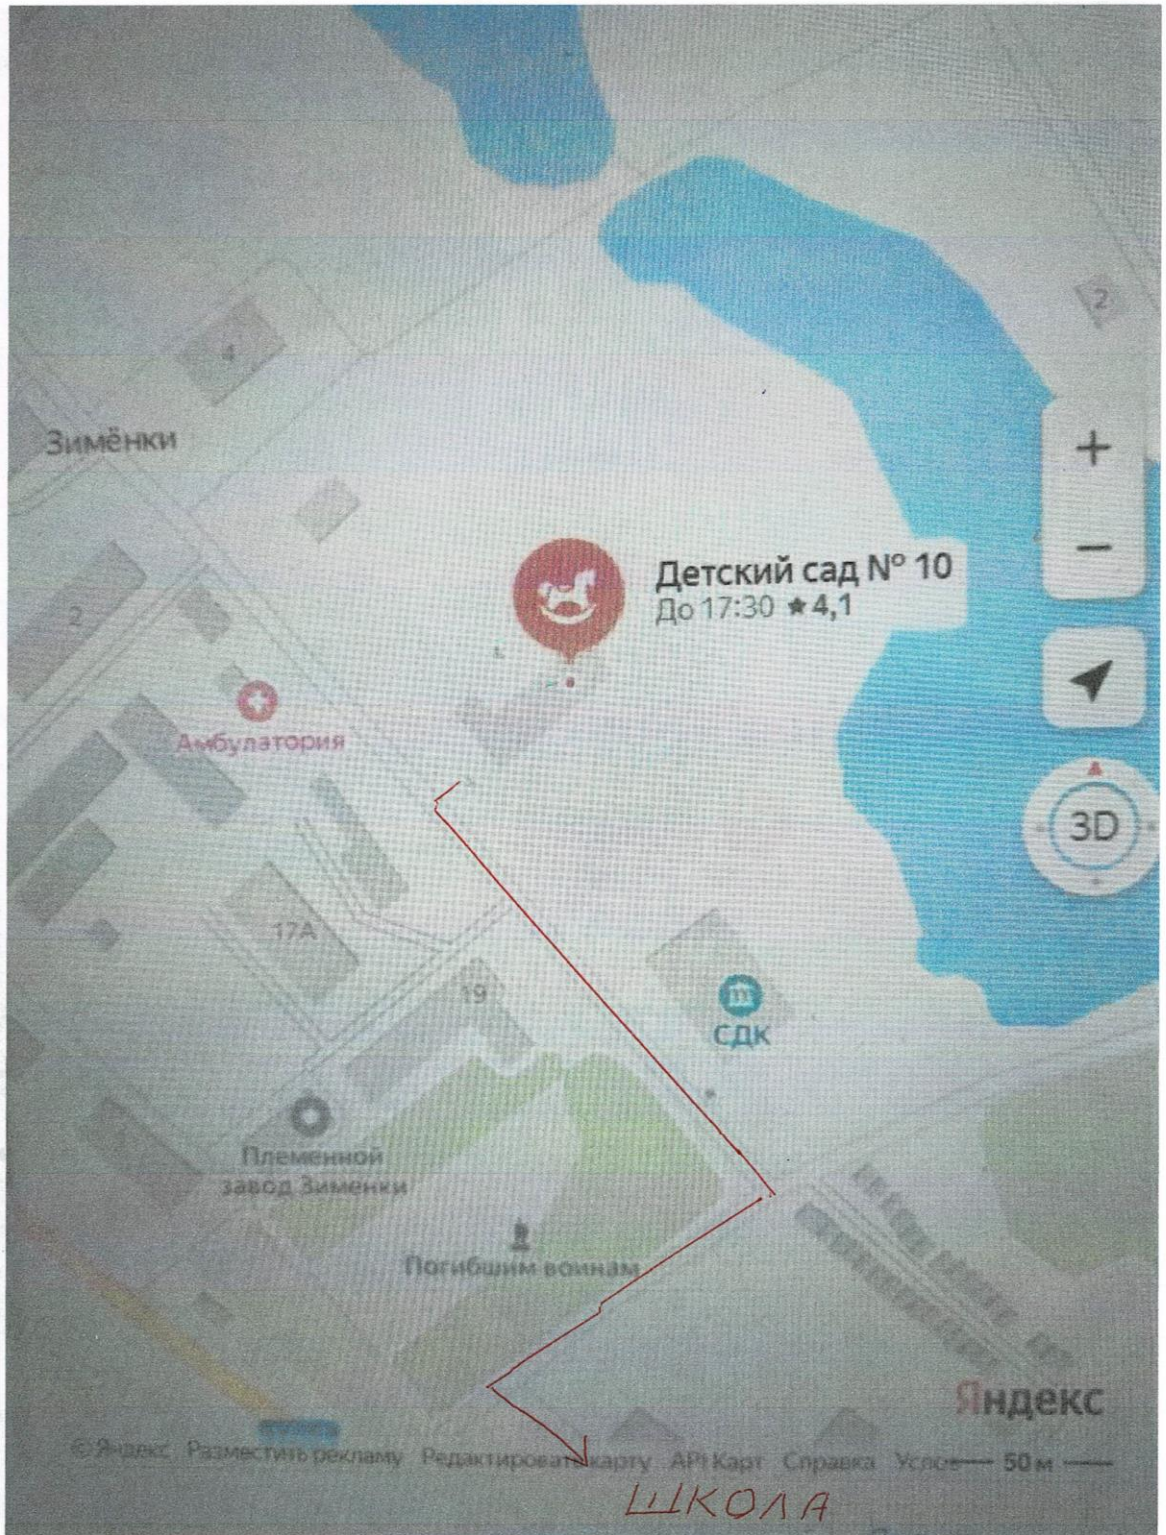 4
2
Зимёнки
Детский сад № 10
До 17:30 ★4,1
2
Амбулатория
3D
17А
19
СДК
Племенной
завод Зименки
Погибшим воинам
Яндекс
© Яндекс Разместить рекламу Редактировать карту API Карт Справка Услов 50 м
ШКОЛА